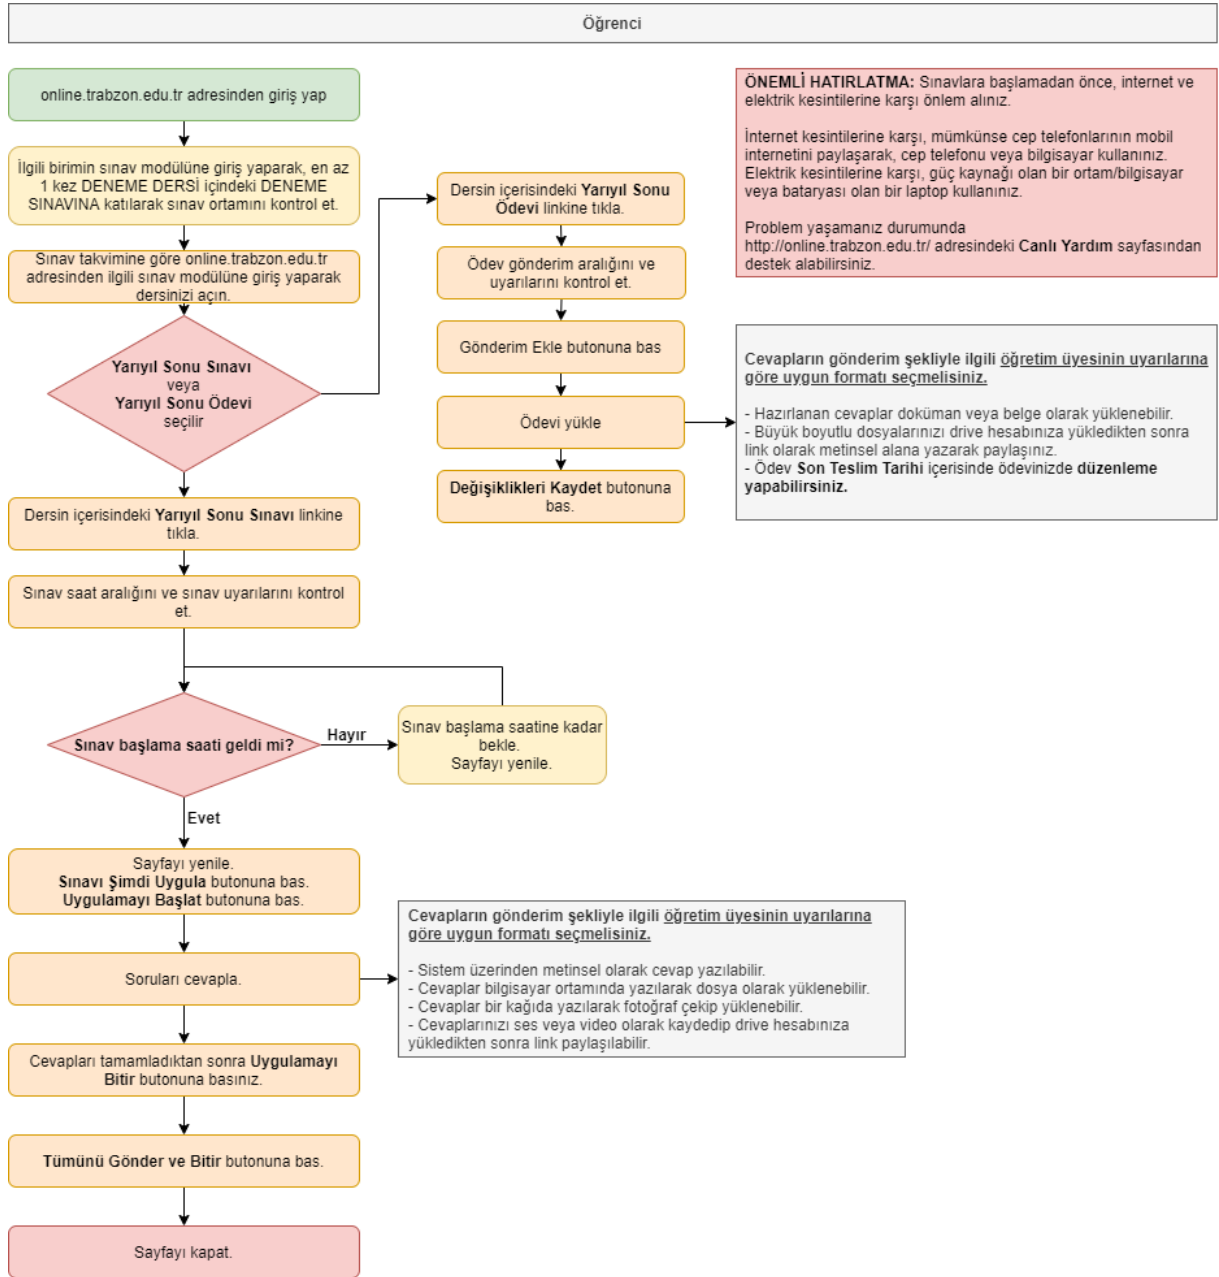 Öğrenci
online.trabzon.edu.tr adresinden giriş yap
İlgili birimin sınav modülüne giriş yaparak, en az
1 kez DENEME DERSİ içindeki DENEME
SINAVINA katılarak sınav ortamını kontrol et.
Sınav takvimine göre online.trabzon.edu.tr
adresinden ilgili sınav modülüne giriş yaparak
dersinizi açın.
Yarıyıl Sonu Sınavı
veya
Yarıyıl Sonu Ödevi
seçilir
Dersin içerisindeki Yarıyıl Sonu
Ödevi linkine tıkla.
Ödev gönderim aralığını ve
uyarılarını kontrol et.
Gönderim Ekle butonuna bas
Ödevi yükle
Değişiklikleri Kaydet butonuna
bas.
ÖNEMLİ HATIRLATMA: Sınavlara başlamadan önce, internet ve
elektrik kesintilerine karşı önlem alınız.
İnternet kesintilerine karşı, mümkünse cep telefonlarının mobil
internetini paylaşarak, cep telefonu veya bilgisayar kullanınız.
Elektrik kesintilerine karşı, güç kaynağı olan bir ortam/bilgisayar
veya bataryası olan bir laptop kullanınız.
Problem yaşamanız durumunda
http://online.trabzon.edu.tr/ adresindeki Canlı Yardım sayfasından
destek alabilirsiniz.
Cevapların gönderim şekliyle ilgili öğretim üyesinin uyarılarına
göre uygun formatı seçmelisiniz.
- Hazırlanan cevaplar doküman veya belge olarak yüklenebilir.
- Büyük boyutlu dosyalarınızı drive hesabınıza yükledikten sonra
link olarak metinsel alana yazarak paylaşınız.
- Ödev Son Teslim Tarihi içerisinde ödevinizde düzenleme
yapabilirsiniz.
Dersin içerisindeki Yarıyıl Sonu Sınavı linkine
tıkla.
Sınav saat aralığını ve sınav uyarılarını kontrol
et.
Sınav başlama saati geldi mi?
Hayır
Sınav başlama saatine kadar
bekle.
Sayfayı yenile.
Evet
Sayfayı yenile.
Sınavı Şimdi Uygula butonuna bas.
Uygulamayı Başlat butonuna bas.
Soruları cevapla.
Cevapların gönderim şekliyle ilgili öğretim üyesinin uyarılarına
göre uygun formatı seçmelisiniz.
- Sistem üzerinden metinsel olarak cevap yazılabilir.
- Cevaplar bilgisayar ortamında yazılarak dosya olarak yüklenebilir.
- Cevaplar bir kağıda yazılarak fotoğraf çekip yüklenebilir.
- Cevaplarınızı ses veya video olarak kaydedip drive hesabınıza
yükledikten sonra link paylaşılabilir.
Cevapları tamamladıktan sonra Uygulamayı
Bitir butonuna basınız.
Tümünü Gönder ve Bitir butonuna bas.
Sayfayı kapat.